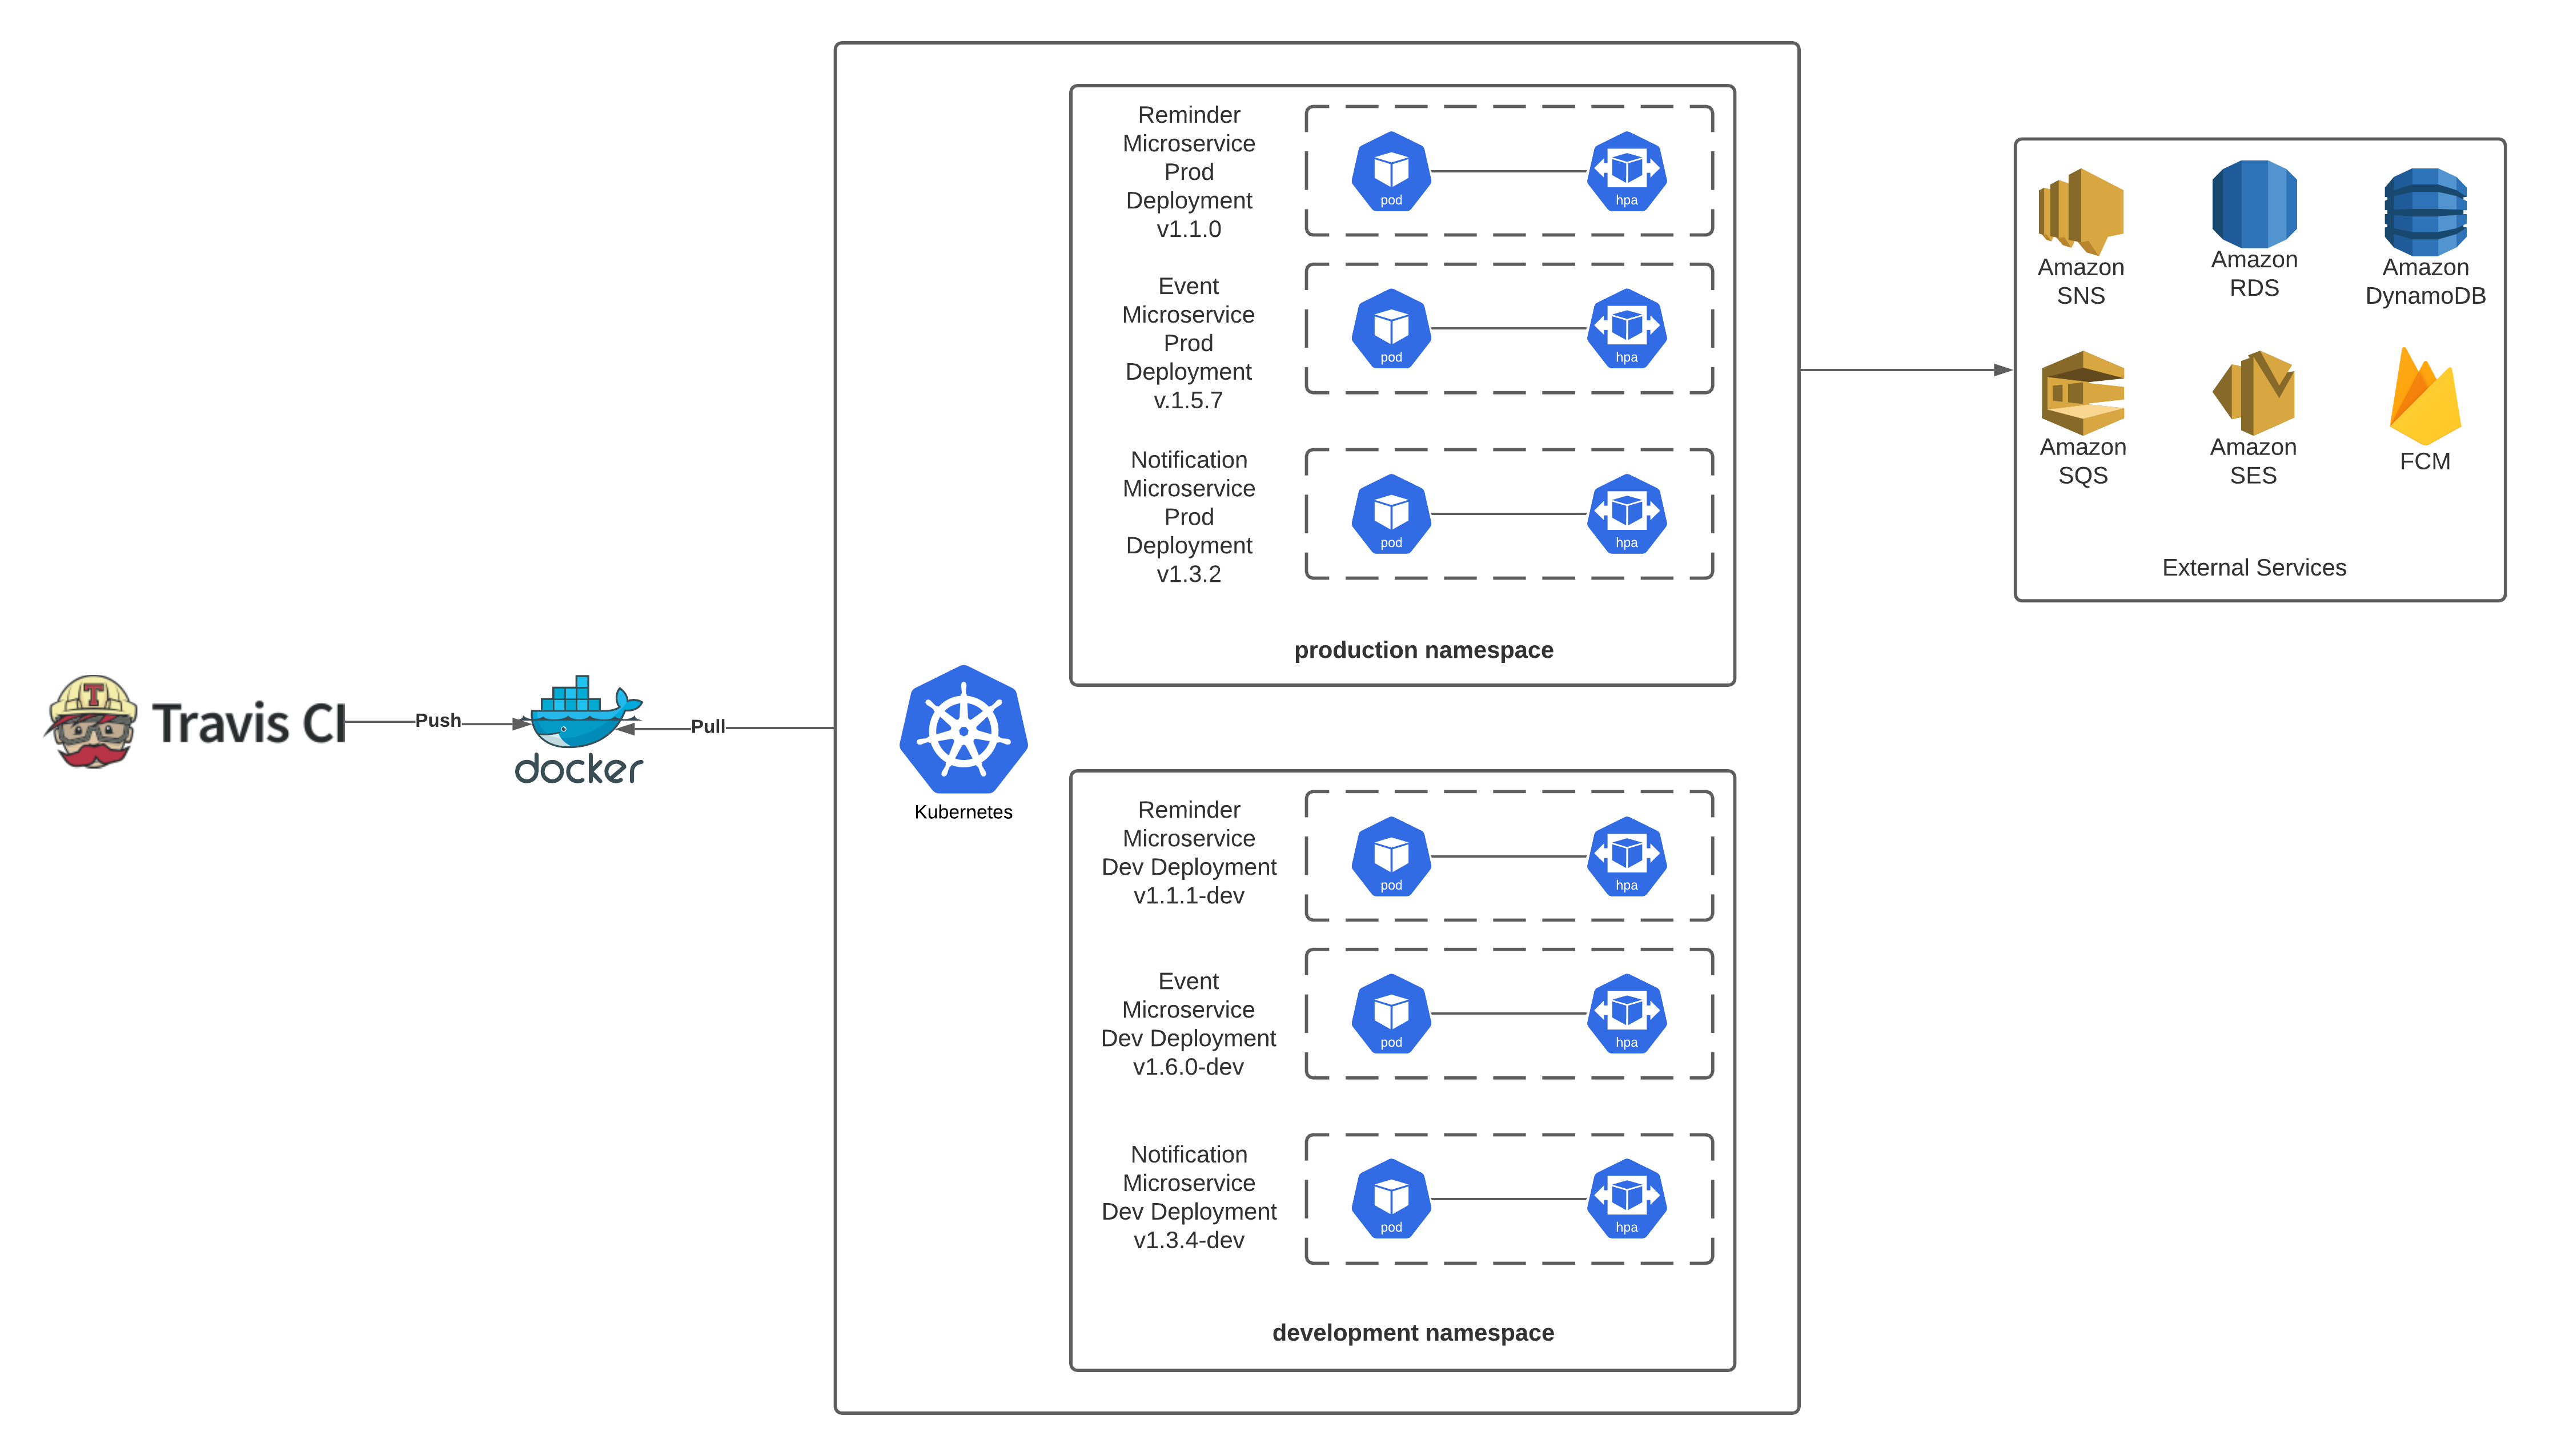 Travis CI
Push
docker
Pull
Kubernetes
Reminder
Microservice
Prod
Deployment
v1.1.0
pod
hpa
Event
Microservice
Prod
Deployment
v.1.5.7
pod
hpa
Notification
Microservice
Prod
Deployment
v1.3.2
pod
hpa
production namespace
Reminder
Microservice
Dev Deployment
v1.1.1-dev
pod
hpa
Event
Microservice
Dev Deployment
v1.6.0-dev
pod
hpa
Notification
Microservice
Dev Deployment
v1.3.4-dev
pod
hpa
development namespace
Amazon
SNS
Amazon
RDS
Amazon
DynamoDB
Amazon
SQS
Amazon
SES
FCM
External Services